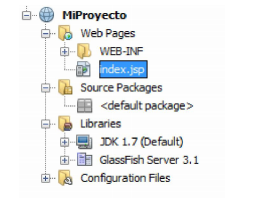 MiProyecto
Web Pages
WEB-INF
index.jsp
Source Packages
<default package>
Libraries
JDK 1.7 (Default)
GlassFish Server 3.1
Configuration Files